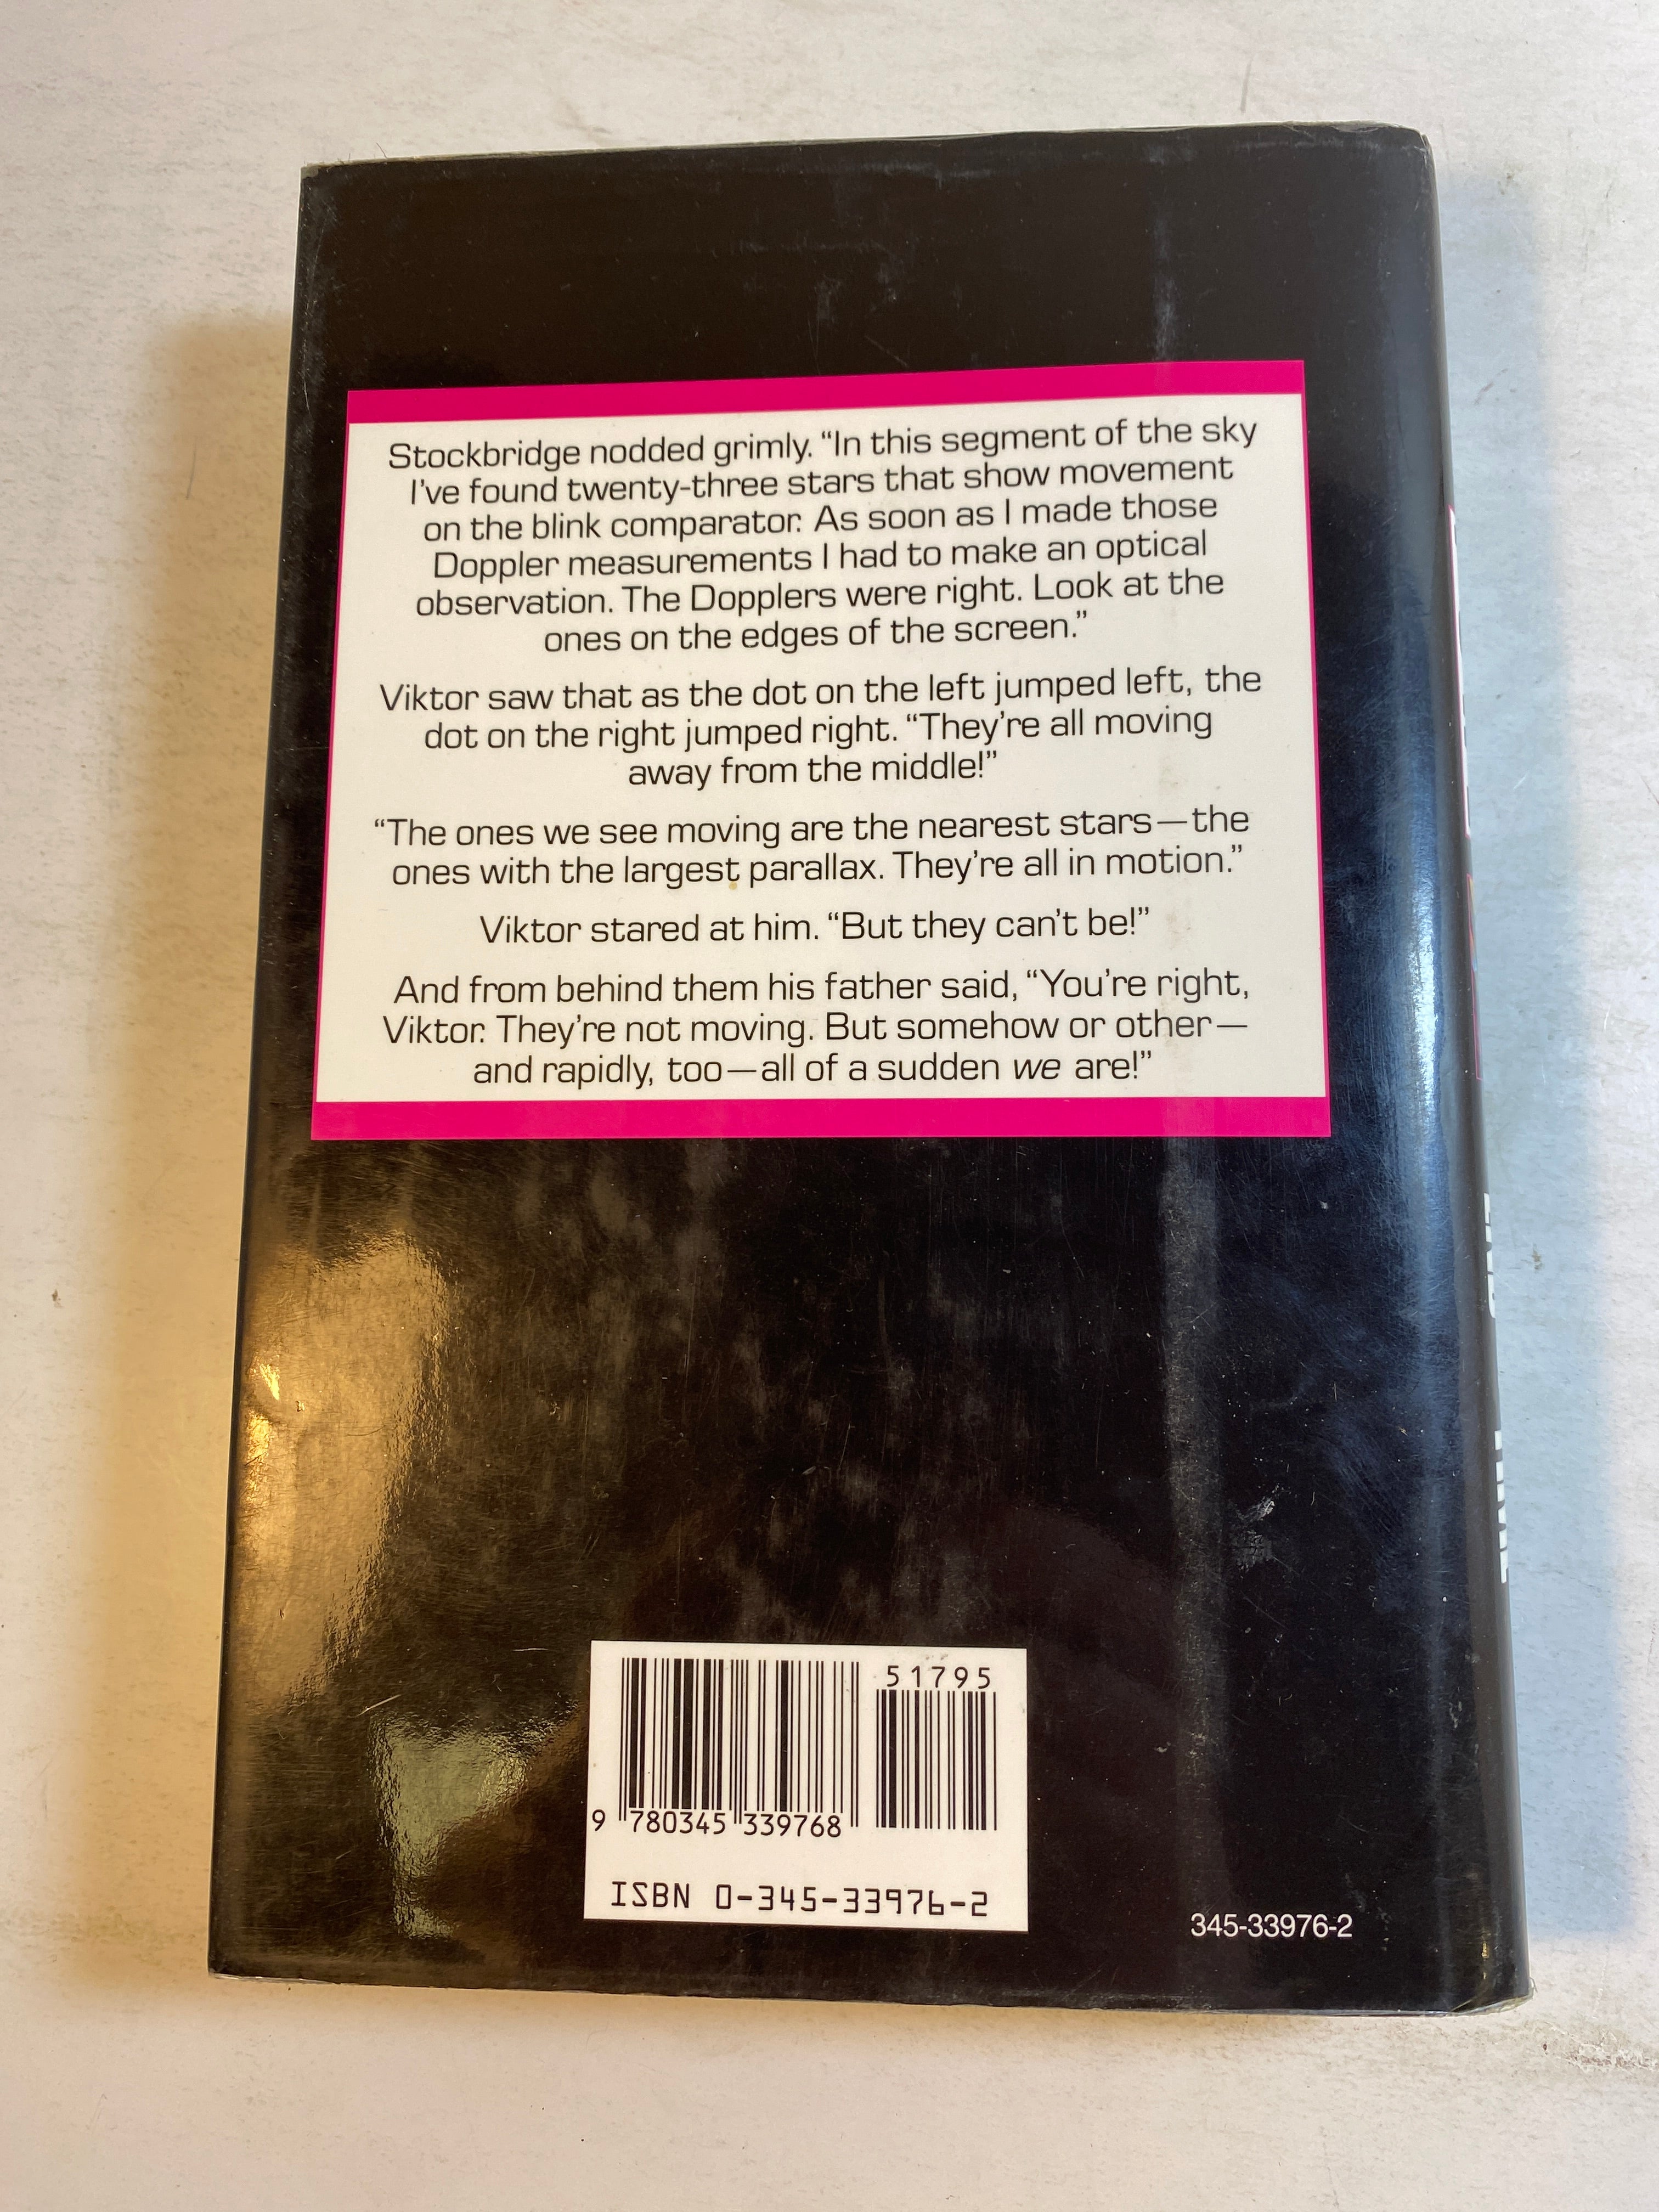 Stockbridge nodded grimly. “In this segment of the sky
I’ve found twenty-three stars that show movement
on the blink comparator. As soon as I made those
Doppler measurements I had to make an optical
observation. The Dopplers were right. Look at the
ones on the edges of the screen.”
Viktor saw that as the dot on the left jumped left, the
dot on the right jumped right. “They’re all moving
away from the middle!”
“The ones we see moving are the nearest stars—the
ones with the largest parallax. They’re all in motion.”
Viktor stared at him. “But they can’t be!”
And from behind them his father said, “You’re right,
Viktor. They’re not moving. But somehow or other—
and rapidly, too—all of a sudden we are!”
51795
9 780345 339768
ISBN 0-345-33976-2
345-33976-2